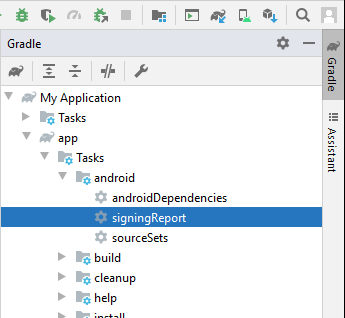 Gradle
My Application
Tasks
app
Tasks
android
androidDependencies
signingReport
sourceSets
build
cleanup
help
install
Gradle
Assistant